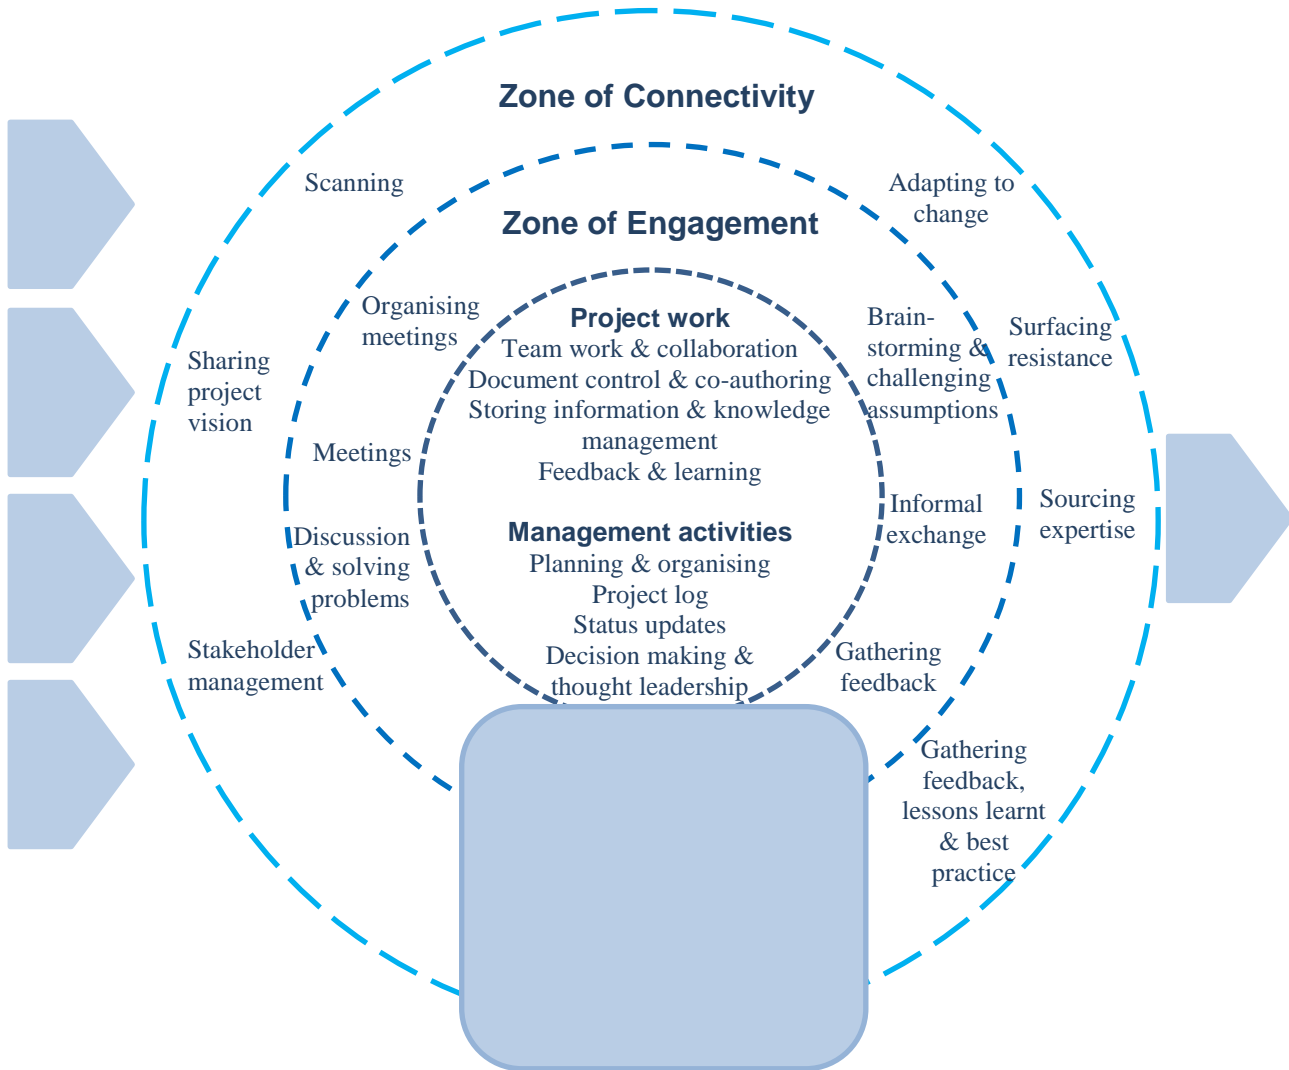 Zone of Connectivity
Scanning
Adapting to
change
Zone of Engagement
Organising
meetings
Project work
Team work & collaboration
Document control & co-authoring
Storing information & knowledge
management
Feedback & learning
Brain-
storming &
challenging
assumptions
Surfacing
resistance
Sharing
project
vision
Meetings
Discussion
& solving
problems
Management activities
Planning & organising
Project log
Status updates
Decision making &
thought leadership
Informal
exchange
Sourcing
expertise
Stakeholder
management
Gathering
feedback
Gathering
feedback,
lessons learnt
& best
practice